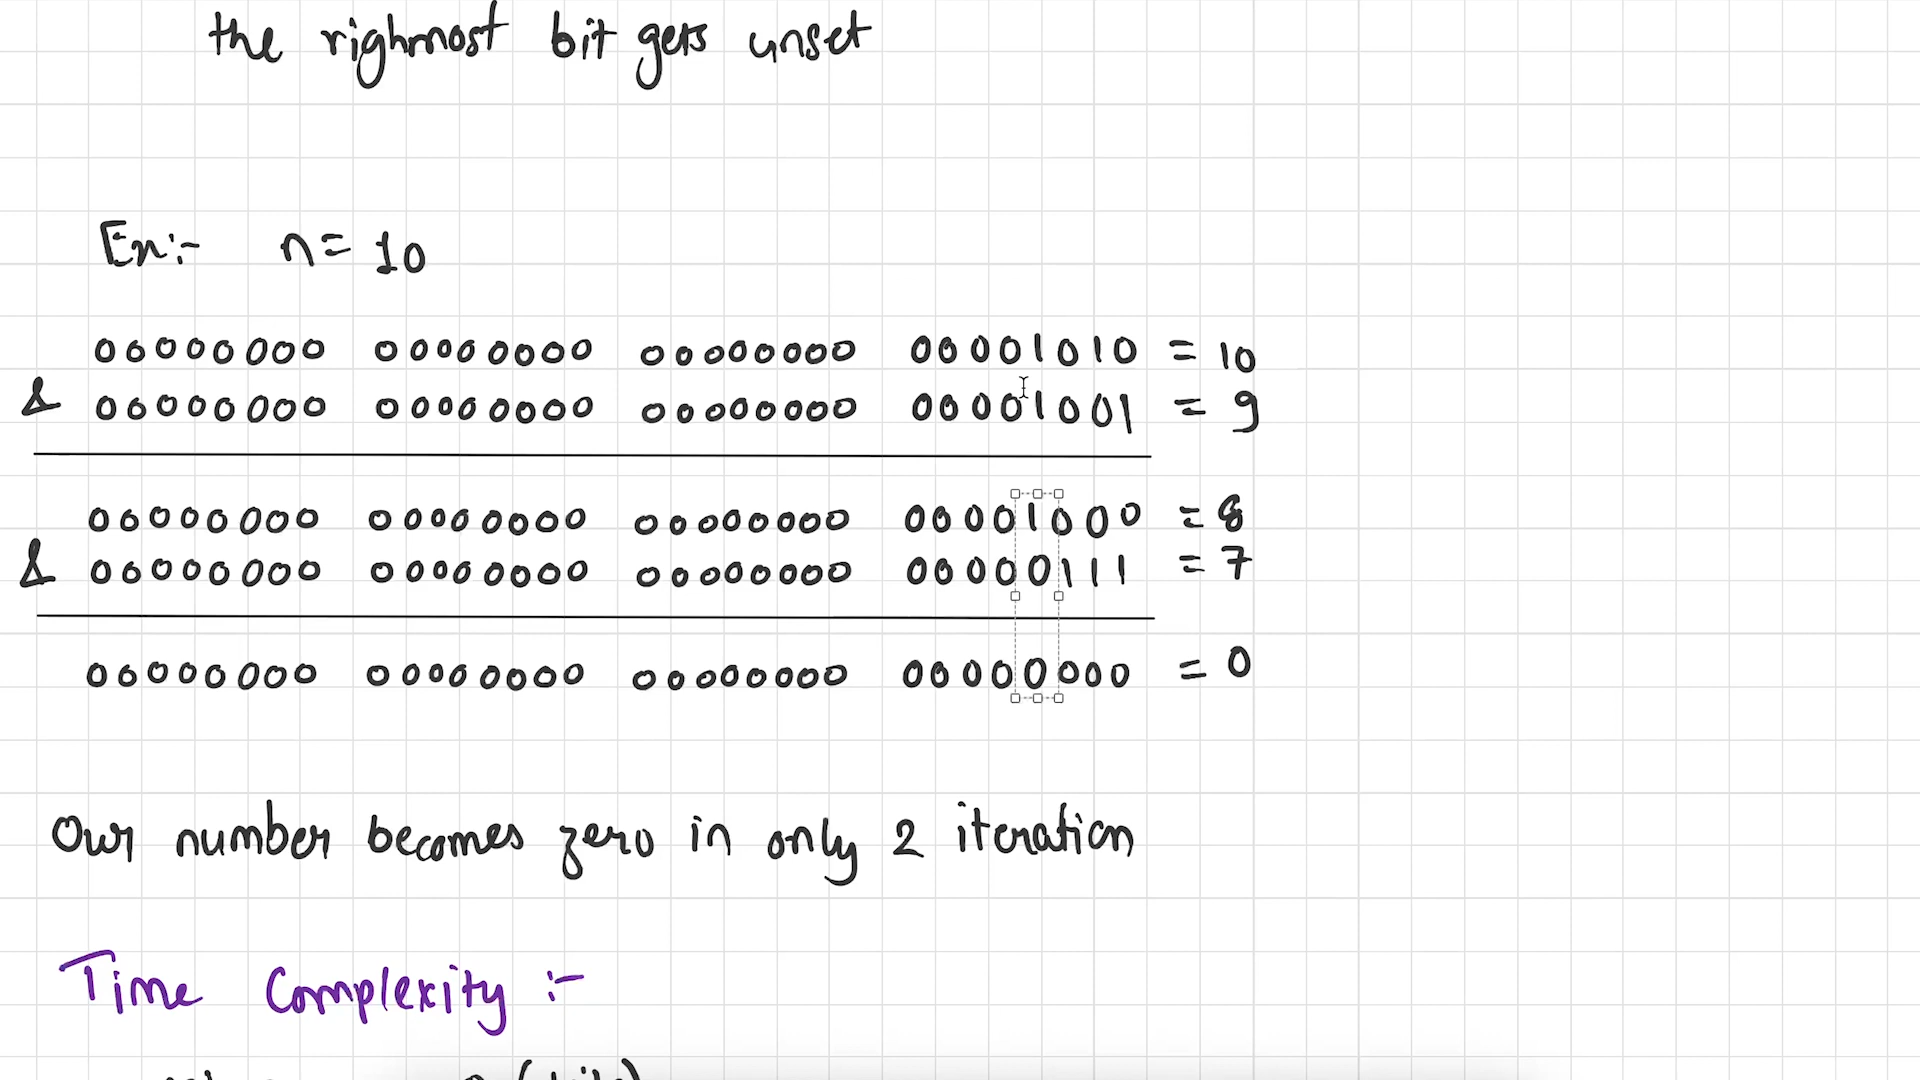 the righmost bit gets unset
Ex:- n= 10
00000000 00000000 00000000 00001010 = 10
& 00000000 00000000 00000000 00001001 = 9
00000000 00000000 00000000 00001000 = 8
& 00000000 00000000 00000000 00000111 = 7
00000000 00000000 00000000 00000000 = 0
Our number becomes zero in only 2 iteration
Time Complexity :-